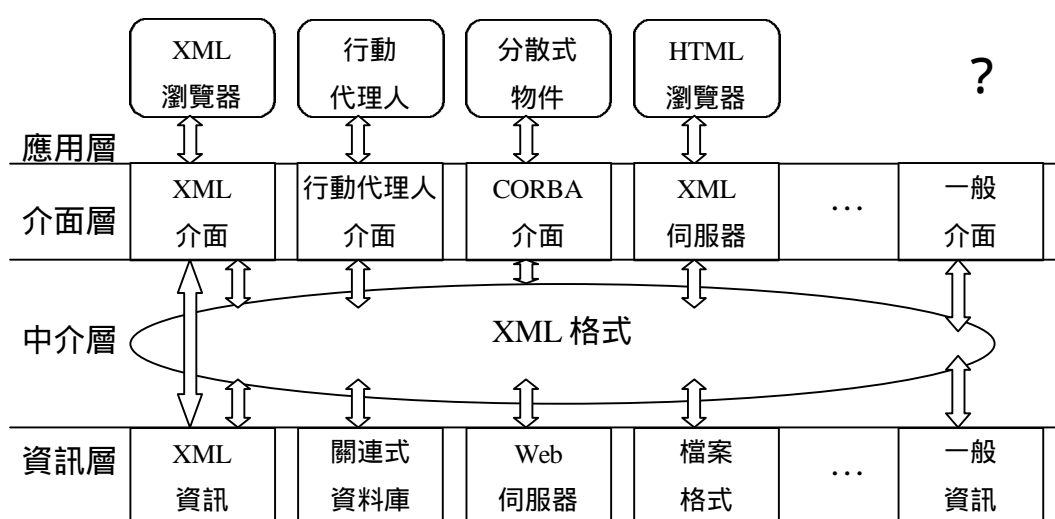 XML
瀏覽器
行動
代理人
分散式
物件
HTML
瀏覽器
?
應用層
介面層
XML
介面
行動代理人
介面
CORBA
介面
XML
伺服器
…
一般
介面
中介層
XML 格式
資訊層
XML
資訊
關連式
資料庫
Web
伺服器
檔案
格式
…
一般
資訊